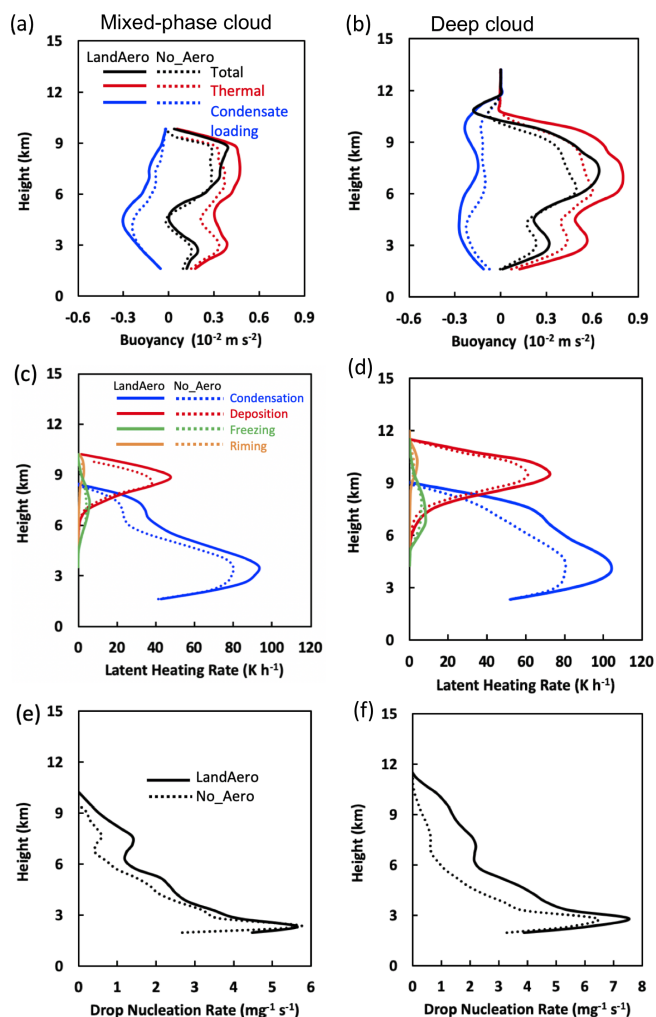 (a) Mixed-phase cloud
LandAero No_Aero
Total
Thermal
Condensate
loading
15
12
9
6
3
0
Height (km)
-0.6 -0.3 0 0.3 0.6 0.9
Buoyancy (10⁻² m s⁻²)
(b) Deep cloud
15
12
9
6
3
0
Height (km)
-0.6 -0.3 0 0.3 0.6 0.9
Buoyancy (10⁻² m s⁻²)
(c)
LandAero No_Aero
Condensation
Deposition
Freezing
Riming
15
12
9
6
3
0
Height (km)
0 20 40 60 80 100 120
Latent Heating Rate (K h⁻¹)
(d)
15
12
9
6
3
0
Height (km)
0 20 40 60 80 100 120
Latent Heating Rate (K h⁻¹)
(e)
LandAero
No_Aero
15
12
9
6
3
0
Height (km)
0 1 2 3 4 5 6
Drop Nucleation Rate (mg⁻¹ s⁻¹)
(f)
15
12
9
6
3
0
Height (km)
0 1 2 3 4 5 6 7 8
Drop Nucleation Rate (mg⁻¹ s⁻¹)